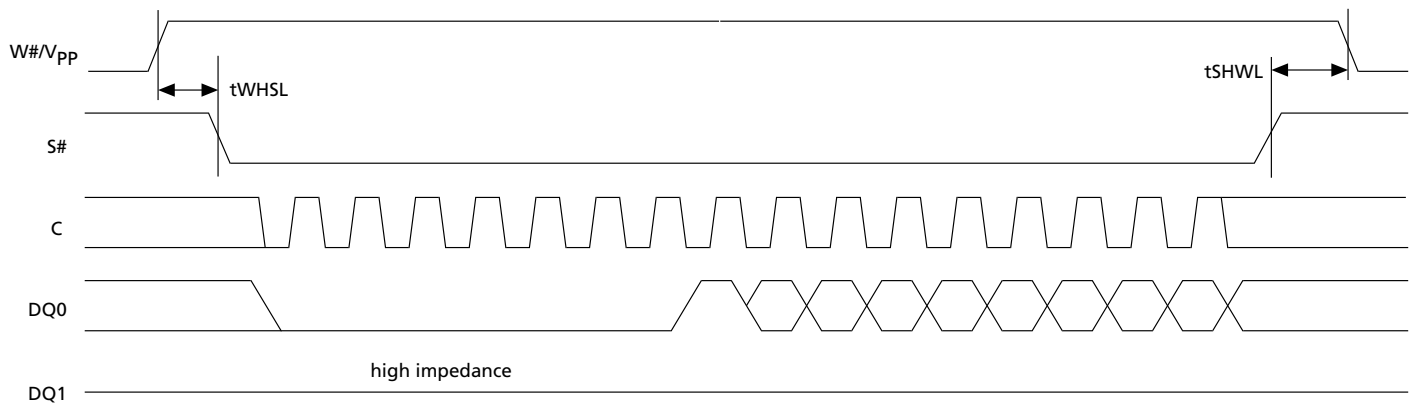 W#/VPP
tSHWL
tWHSL
S#
C
DQ0
high impedance
DQ1